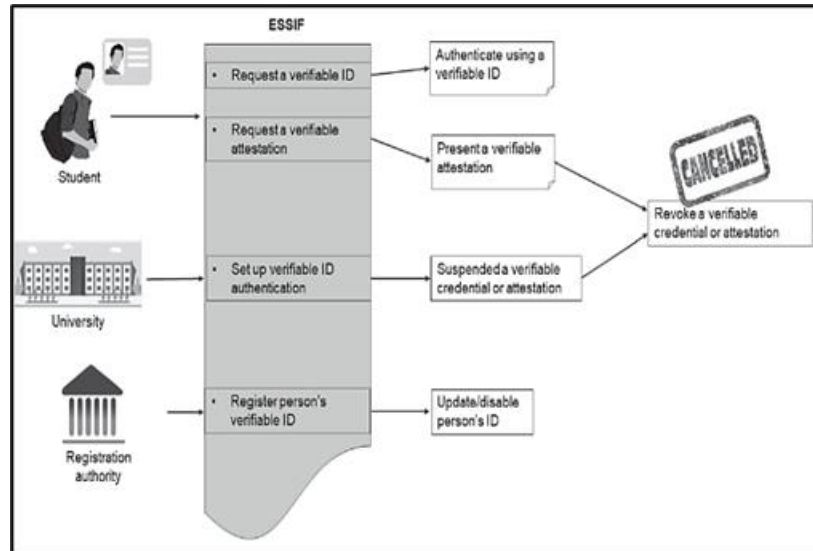 ESSIF
• Request a verifiable ID
Authenticate using a
verifiable ID
• Request a verifiable
attestation
Present a verifiable
attestation
Student
CANCELLED
Revoke a verifiable
credential or attestation
• Set up verifiable ID
authentication
Suspended a verifiable
credential or attestation
University
• Register person's
verifiable ID
Update/disable
person's ID
Registration
authority